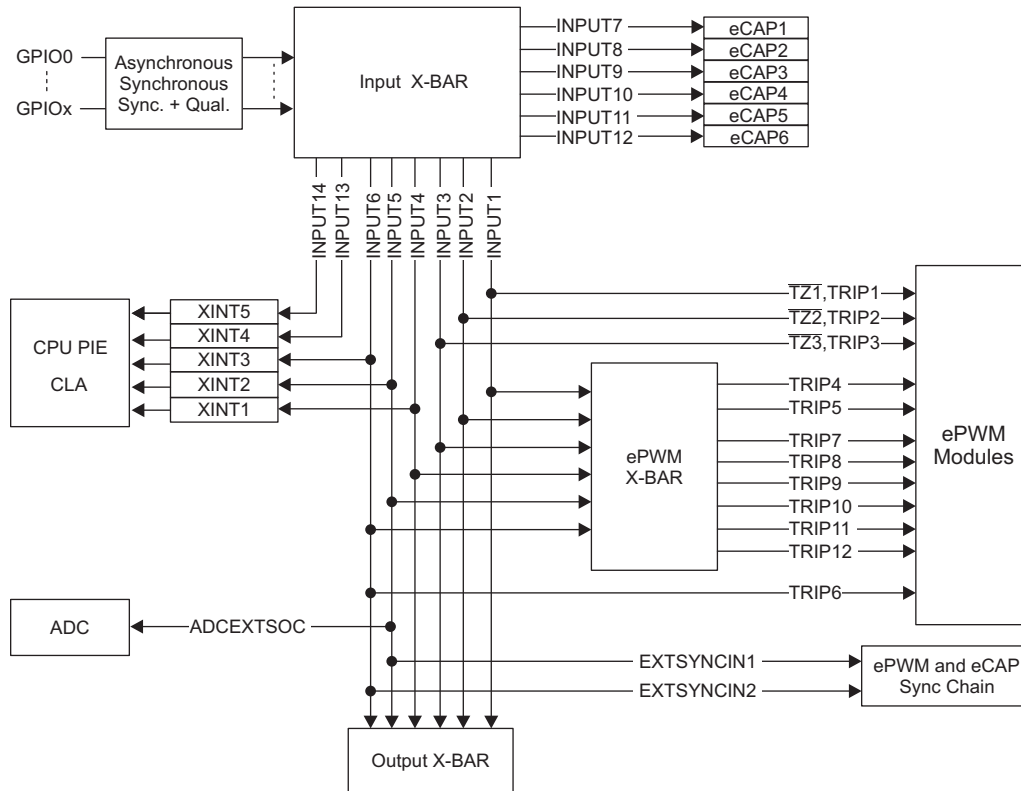 GPIO0
GPIOx
Asynchronous
Synchronous
Sync. + Qual.
Input X-BAR
INPUT7
INPUT8
INPUT9
INPUT10
INPUT11
INPUT12
eCAP1
eCAP2
eCAP3
eCAP4
eCAP5
eCAP6
INPUT14
INPUT13
INPUT6
INPUT5
INPUT4
INPUT3
INPUT2
INPUT1
CPU PIE
CLA
XINT5
XINT4
XINT3
XINT2
XINT1
TZ1,TRIP1
TZ2,TRIP2
TZ3,TRIP3
ePWM
X-BAR
TRIP4
TRIP5
TRIP7
TRIP8
TRIP9
TRIP10
TRIP11
TRIP12
TRIP6
ePWM
Modules
ADC
ADCEXTSOC
EXTSYNCIN1
EXTSYNCIN2
ePWM and eCAP
Sync Chain
Output X-BAR